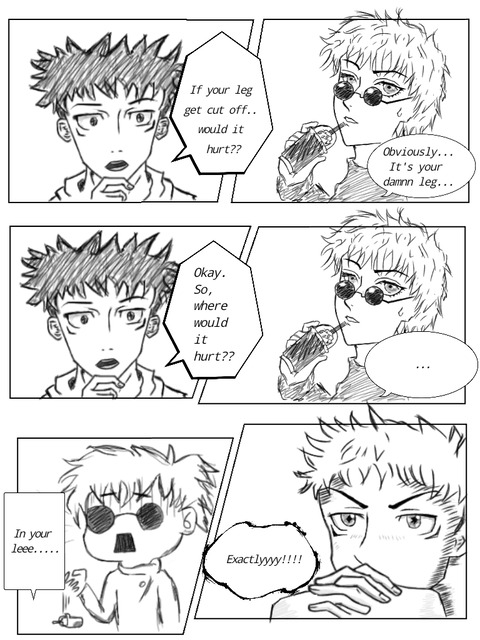 If your leg
get cut off..
would it
hurt??
Obviously...
It's your
damnn leg...
Okay.
So,
where
would
it
hurt??
...
In your
leee.....
Exactlyyyy!!!!